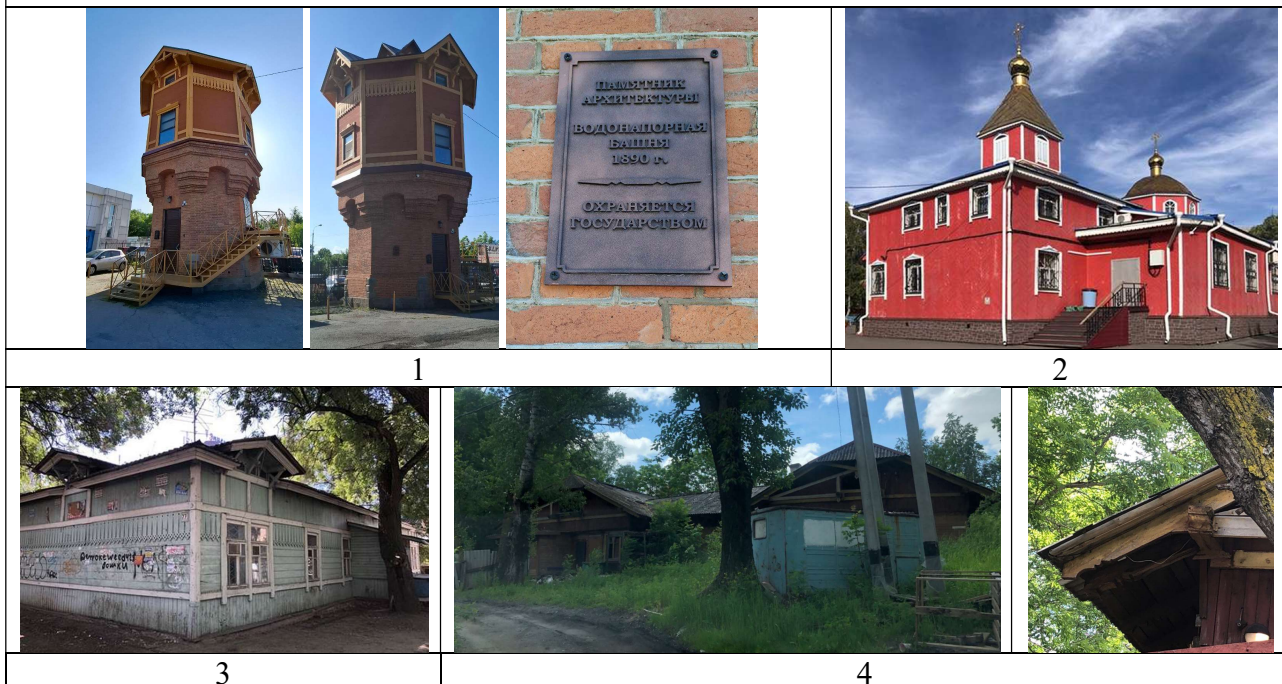 ПАМЯТНИК
АРХИТЕКТУРЫ
ВОДОНАПОРНАЯ
БАШНЯ
1890 г.
ОХРАНЯЕТСЯ
ГОСУДАРСТВОМ
1
2
3
4